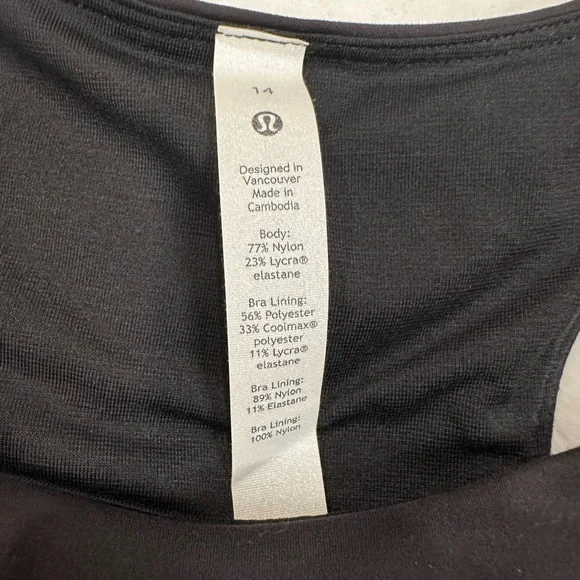 14
Designed in
Vancouver
Made in
Cambodia
Body:
77% Nylon
23% Lycra®
elastane
Bra Lining:
56% Polyester
33% Coolmax®
polyester
11% Lycra®
elastane
Bra Lining:
89% Nylon
11% Elastane
Bra Lining:
100% Nylon